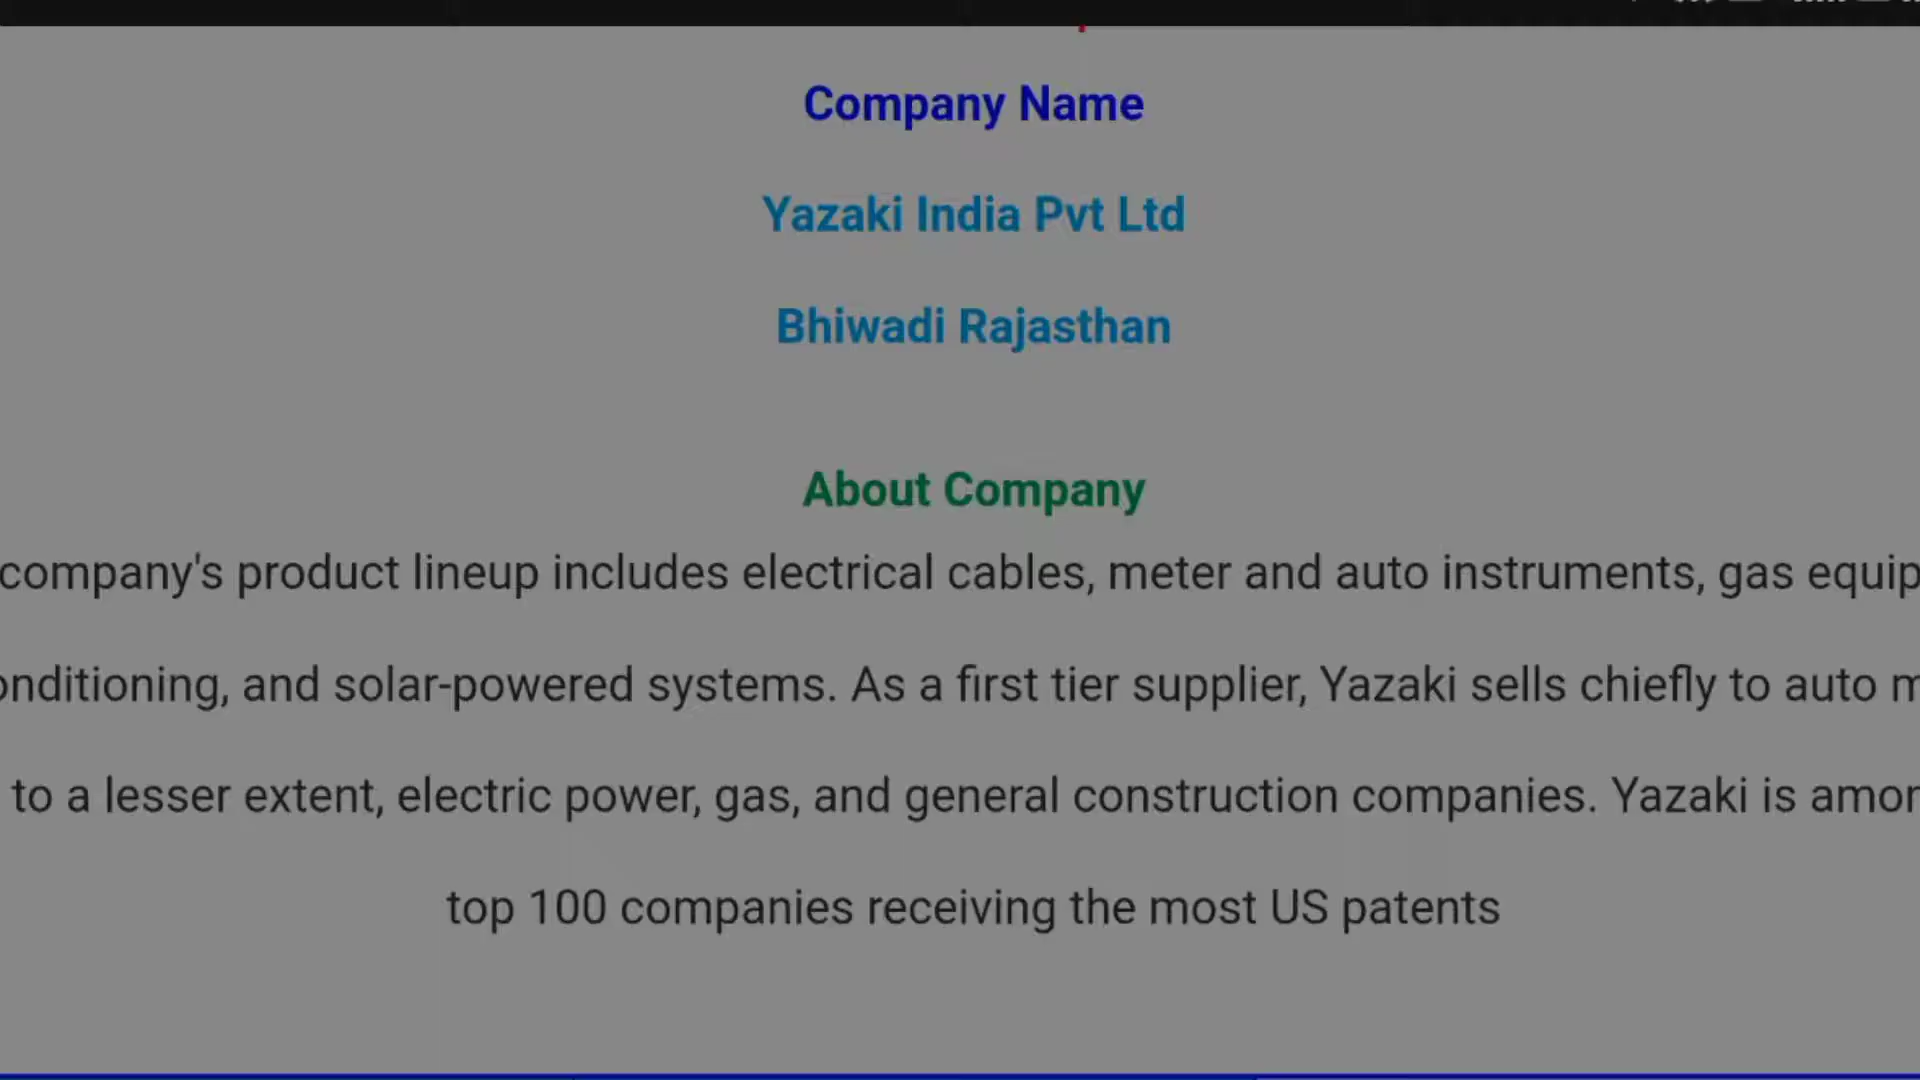 Company Name
Yazaki India Pvt Ltd
Bhiwadi Rajasthan
About Company
company's product lineup includes electrical cables, meter and auto instruments, gas equip
onditioning, and solar-powered systems. As a first tier supplier, Yazaki sells chiefly to auto m
to a lesser extent, electric power, gas, and general construction companies. Yazaki is amon
top 100 companies receiving the most US patents